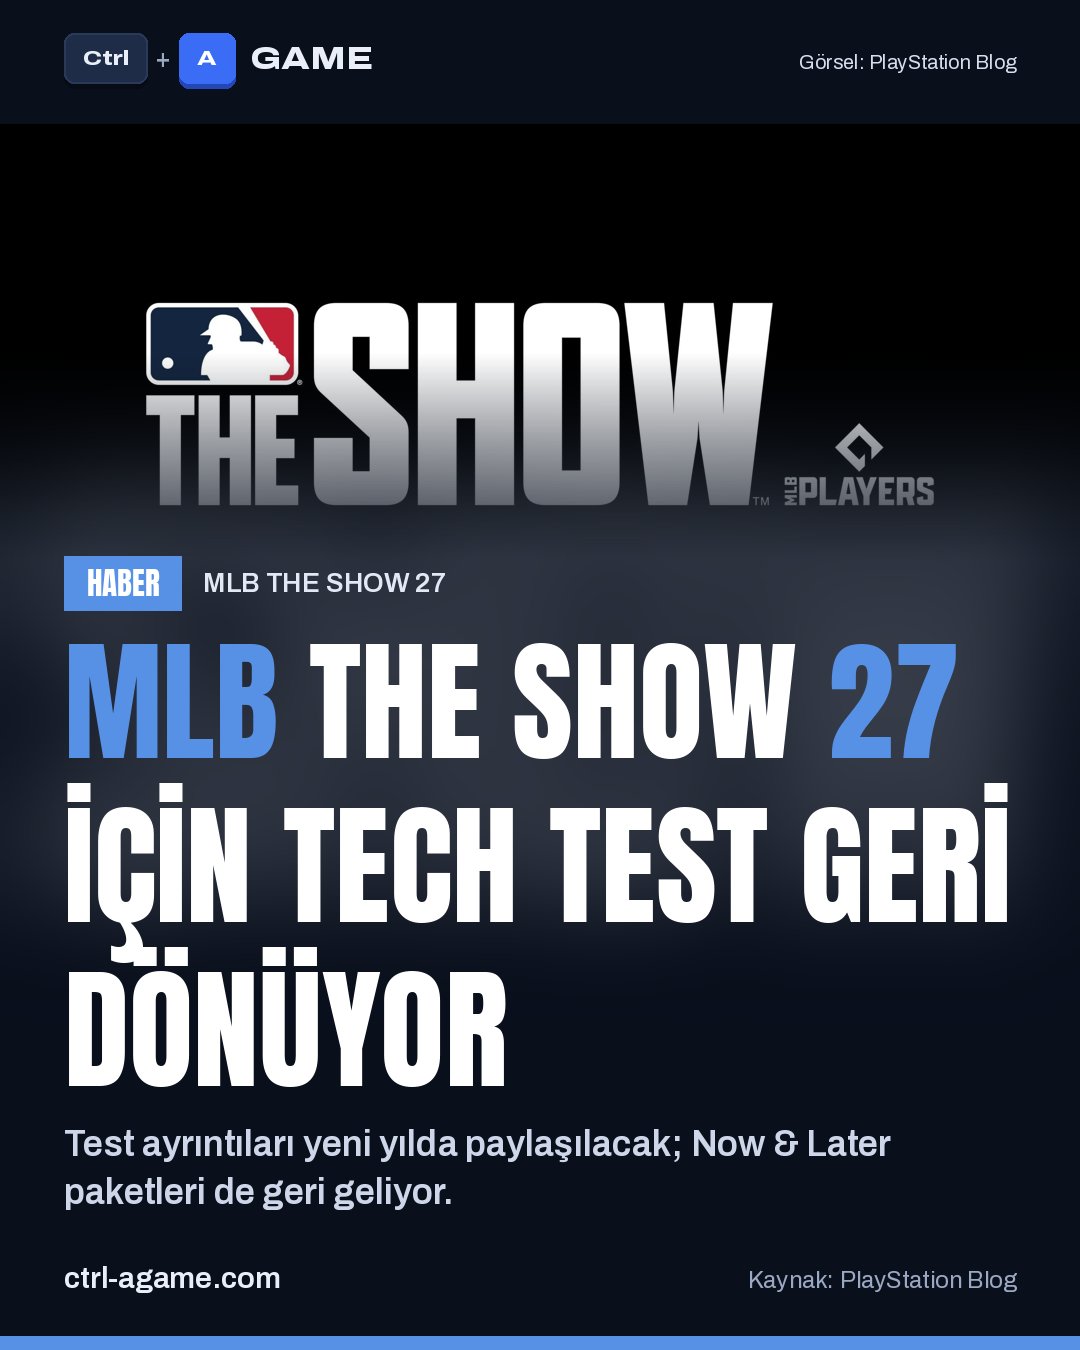 Ctrl + A GAME
Görsel: PlayStation Blog
THE SHOW™
MLB PLAYERS
HABER
MLB THE SHOW 27
MLB THE SHOW 27
İÇİN TECH TEST GERİ
DÖNÜYOR
Test ayrıntıları yeni yılda paylaşılacak; Now & Later
paketleri de geri geliyor.
ctrl-agame.com
Kaynak: PlayStation Blog